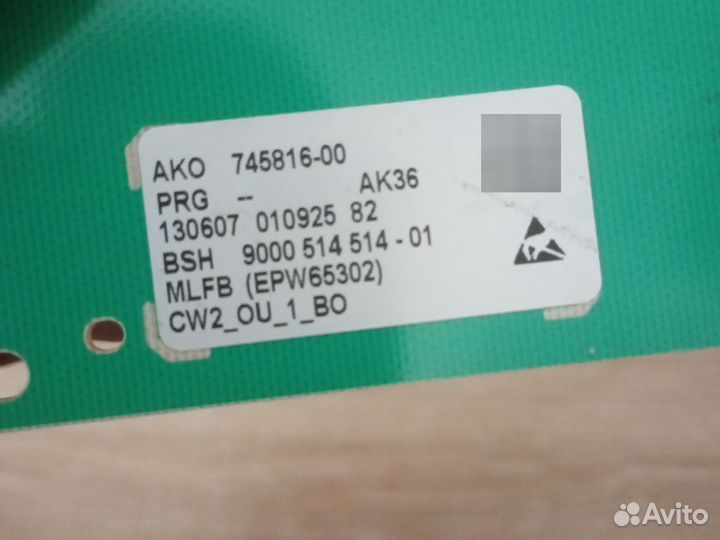 AKO 745816-00
PRG -- AK36
130607 010925 82
BSH 9000 514 514 - 01
MLFB (EPW65302)
CW2_OU_1_BO
Avito